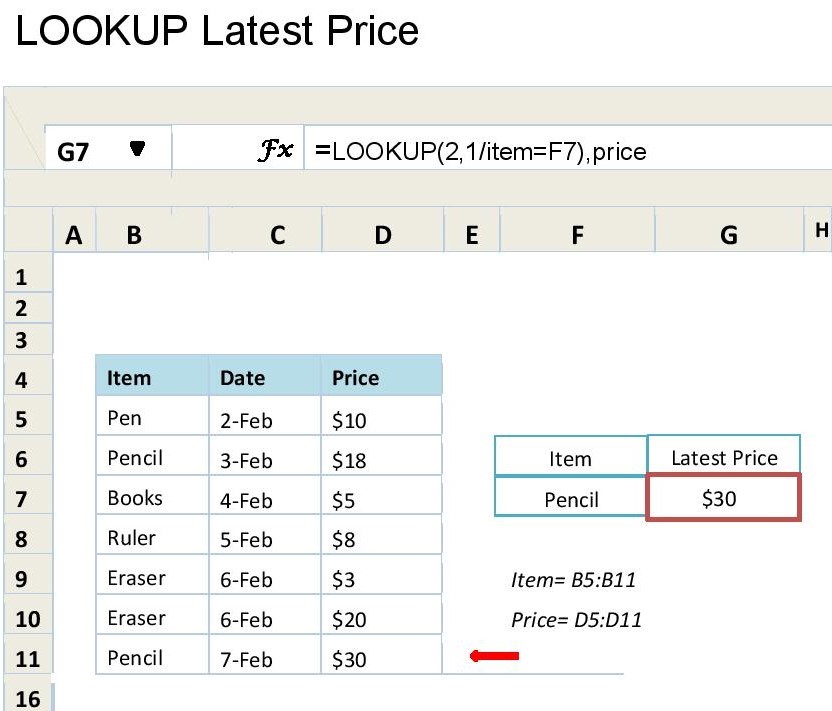 LOOKUP Latest Price
G7 ▼ Fx =LOOKUP(2,1/item=F7),price
A B C D E F G H
1
2
3
4 Item Date Price
5 Pen 2-Feb $10
6 Pencil 3-Feb $18 Item Latest Price
7 Books 4-Feb $5 Pencil $30
8 Ruler 5-Feb $8
9 Eraser 6-Feb $3 Item= B5:B11
10 Eraser 6-Feb $20 Price= D5:D11
11 Pencil 7-Feb $30
16